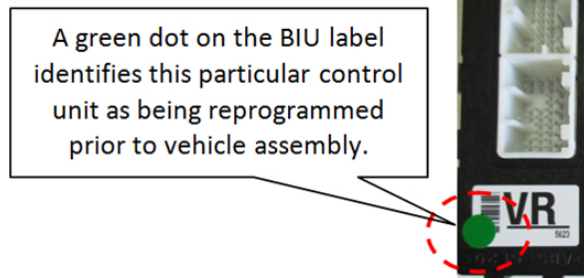 A green dot on the BIU label
identifies this particular control
unit as being reprogrammed
prior to vehicle assembly.
VR
5623